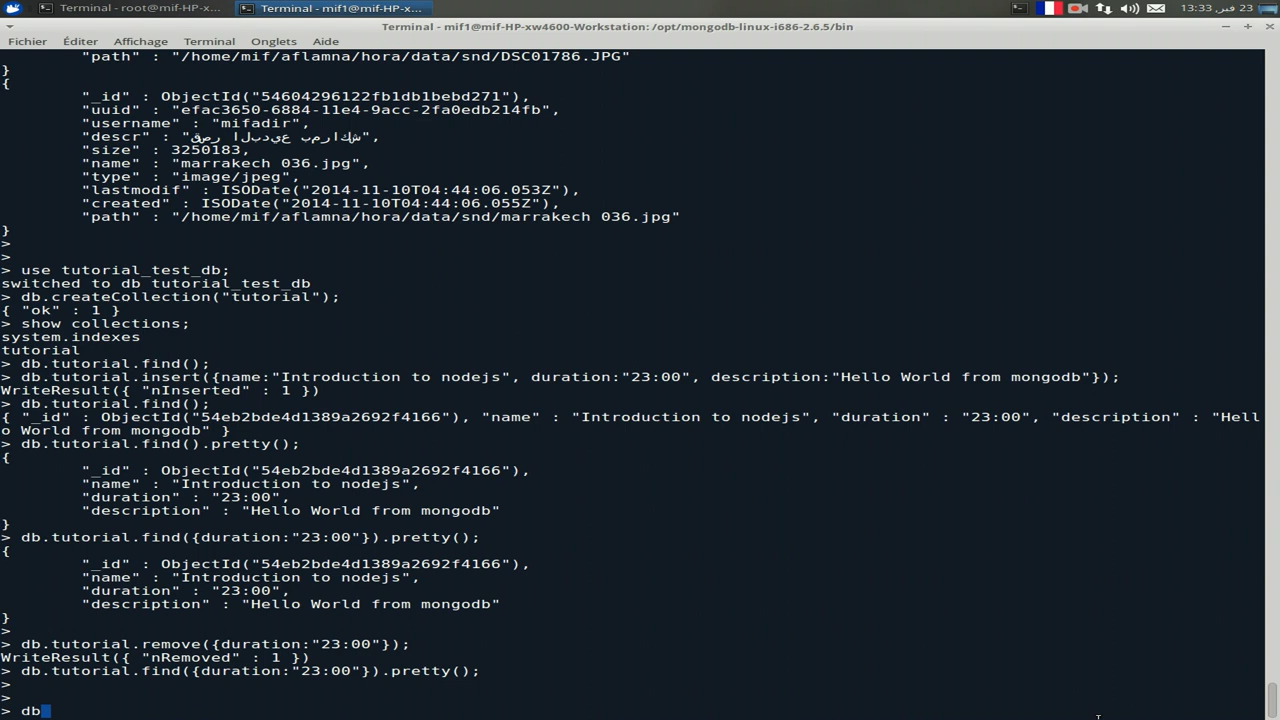 Terminal - root@mif-HP-x... Terminal - mif1@mif-HP-x... 13:33 23 فبر,
Terminal - mif1@mif-HP-xw4600-Workstation: /opt/mongodb-linux-i686-2.6.5/bin
Fichier Éditer Affichage Terminal Onglets Aide
"path" : "/home/mif/aflamna/hora/data/snd/DSC01786.JPG"
}
{
"_id" : ObjectId("54604296122fb1db1bebd271"),
"uuid" : "efac3650-6884-11e4-9acc-2fa0edb214fb",
"username" : "mifadir",
"descr" : "قصر البديع بمراكش",
"size" : 3250183,
"name" : "marrakech 036.jpg",
"type" : "image/jpeg",
"lastmodif" : ISODate("2014-11-10T04:44:06.053Z"),
"created" : ISODate("2014-11-10T04:44:06.055Z"),
"path" : "/home/mif/aflamna/hora/data/snd/marrakech 036.jpg"
}
>
>
> use tutorial_test_db;
switched to db tutorial_test_db
> db.createCollection("tutorial");
{ "ok" : 1 }
> show collections;
system.indexes
tutorial
> db.tutorial.find();
> db.tutorial.insert({name:"Introduction to nodejs", duration:"23:00", description:"Hello World from mongodb"});
WriteResult({ "nInserted" : 1 })
> db.tutorial.find();
{ "_id" : ObjectId("54eb2bde4d1389a2692f4166"), "name" : "Introduction to nodejs", "duration" : "23:00", "description" : "Hell
o World from mongodb" }
> db.tutorial.find().pretty();
{
"_id" : ObjectId("54eb2bde4d1389a2692f4166"),
"name" : "Introduction to nodejs",
"duration" : "23:00",
"description" : "Hello World from mongodb"
}
> db.tutorial.find({duration:"23:00"}).pretty();
{
"_id" : ObjectId("54eb2bde4d1389a2692f4166"),
"name" : "Introduction to nodejs",
"duration" : "23:00",
"description" : "Hello World from mongodb"
}
>
> db.tutorial.remove({duration:"23:00"});
WriteResult({ "nRemoved" : 1 })
> db.tutorial.find({duration:"23:00"}).pretty();
>
>
> db